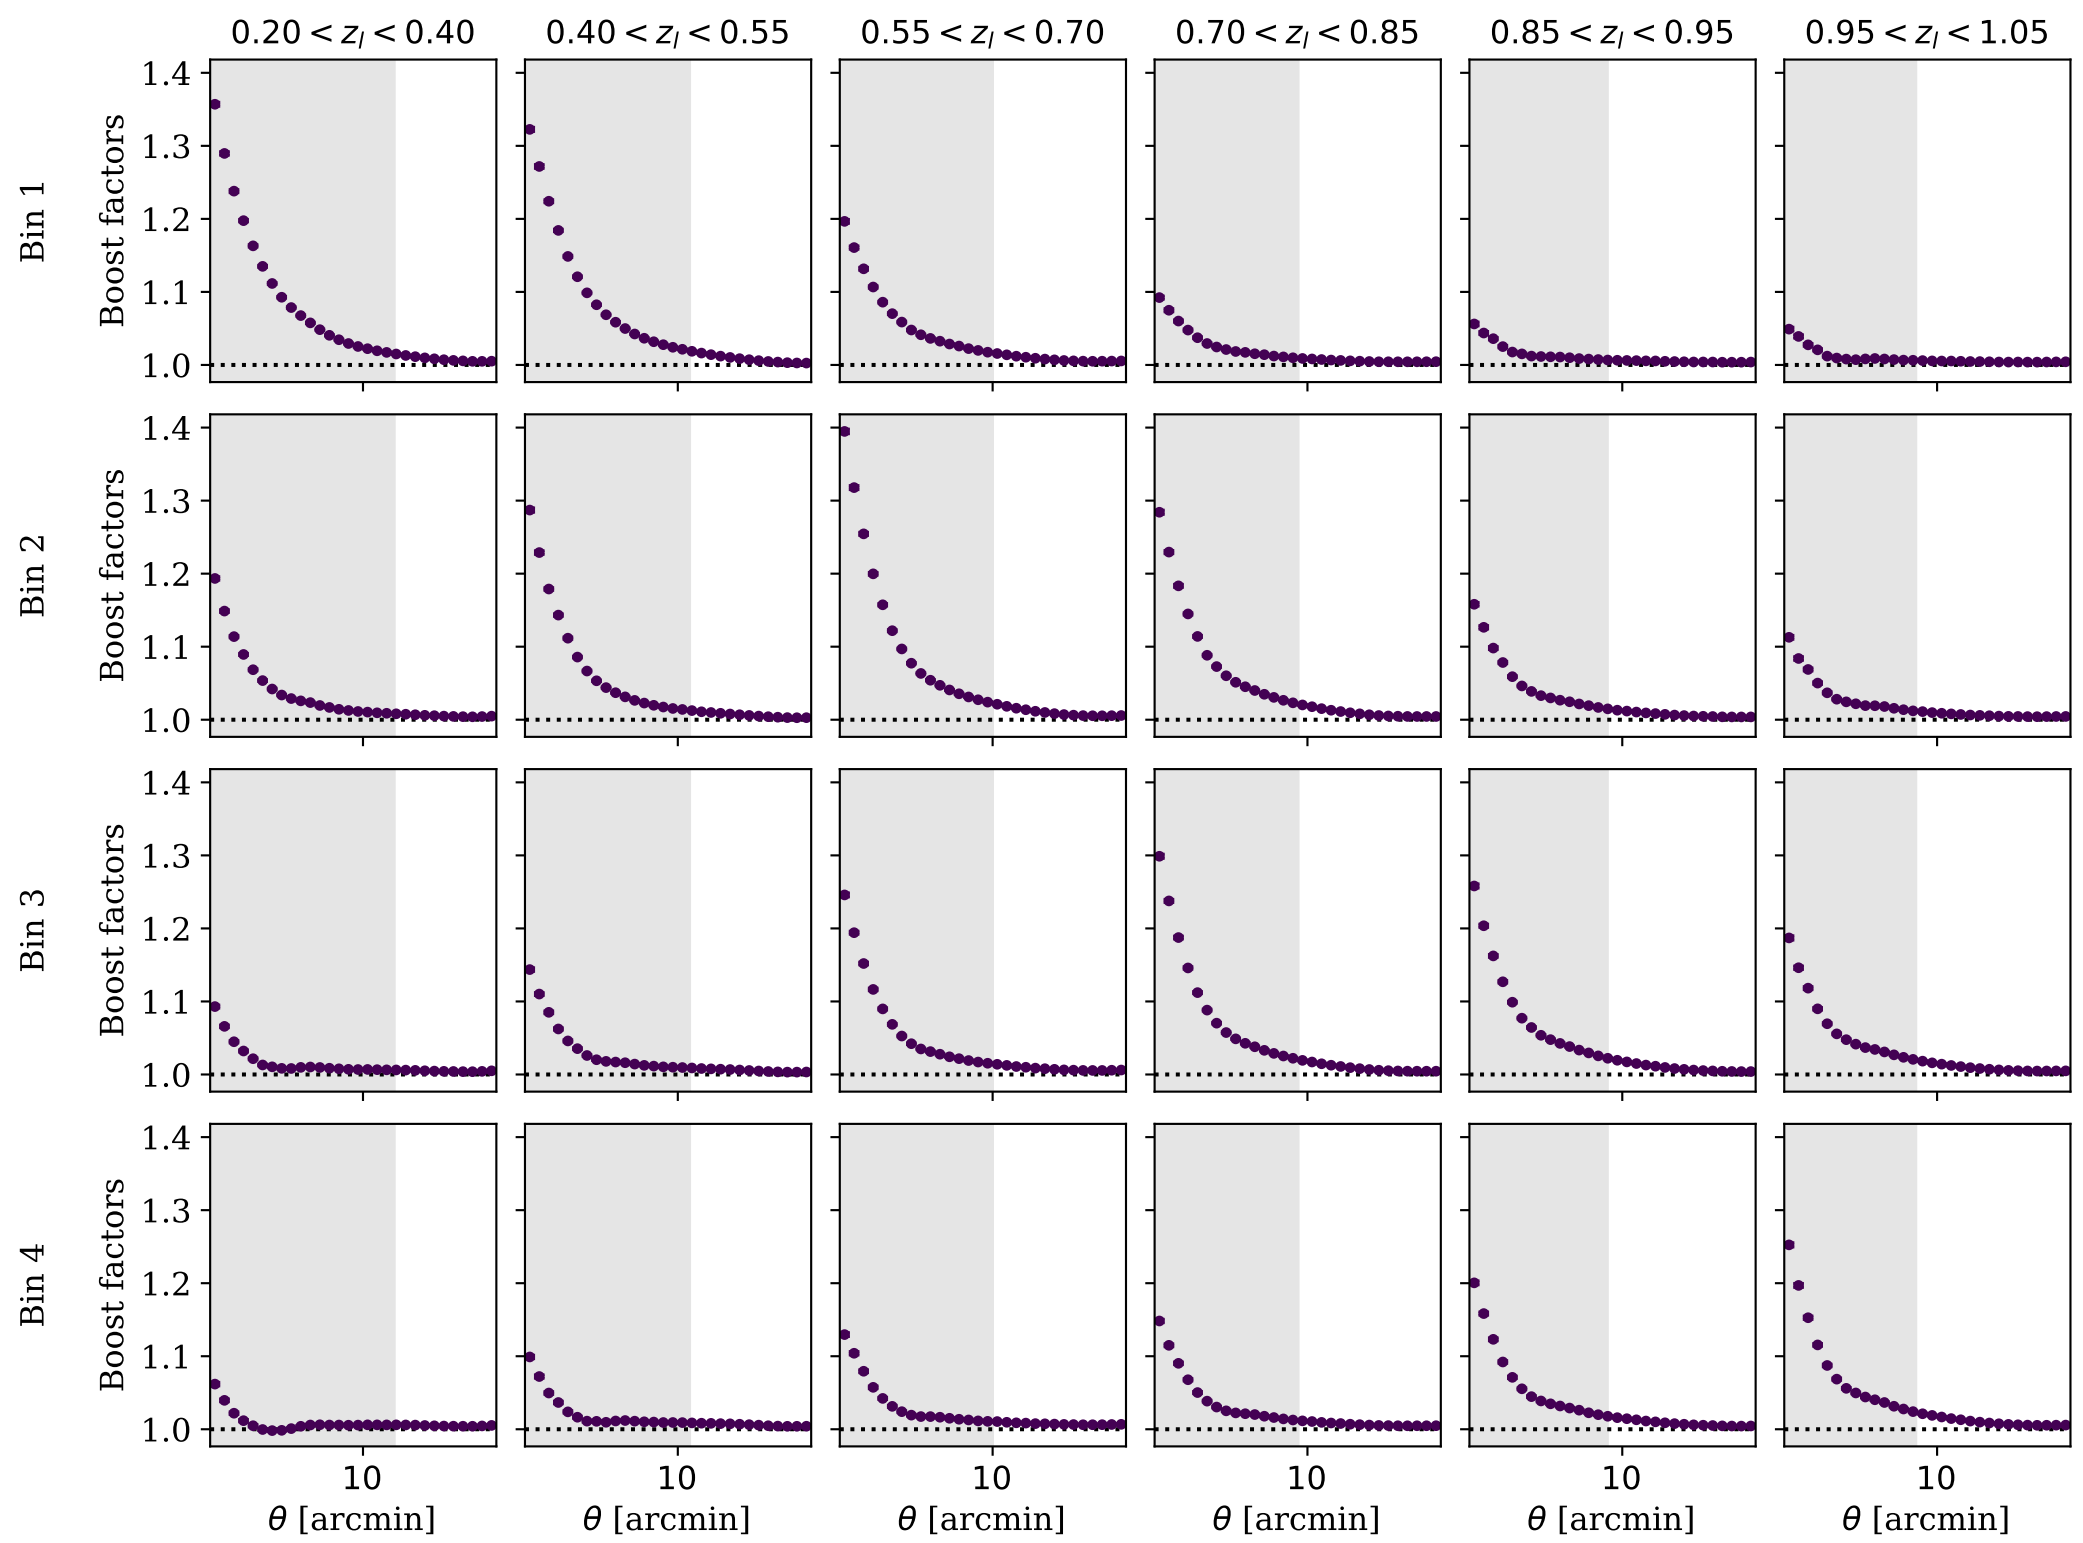 0.20 < z_l < 0.40 0.40 < z_l < 0.55 0.55 < z_l < 0.70 0.70 < z_l < 0.85 0.85 < z_l < 0.95 0.95 < z_l < 1.05
Bin 1
Boost factors
1.4
1.3
1.2
1.1
1.0
Bin 2
Boost factors
1.4
1.3
1.2
1.1
1.0
Bin 3
Boost factors
1.4
1.3
1.2
1.1
1.0
Bin 4
Boost factors
1.4
1.3
1.2
1.1
1.0
10 10 10 10 10 10
θ [arcmin] θ [arcmin] θ [arcmin] θ [arcmin] θ [arcmin] θ [arcmin]